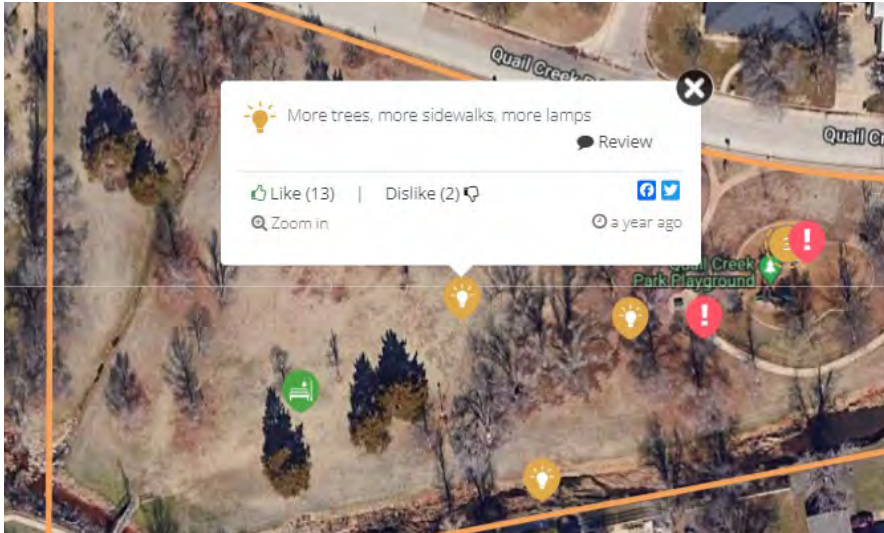 Quail Creek
More trees, more sidewalks, more lamps
Review
Quail Cr
Like (13) | Dislike (2)
Zoom in
a year ago
Quail Creek
Park Playground